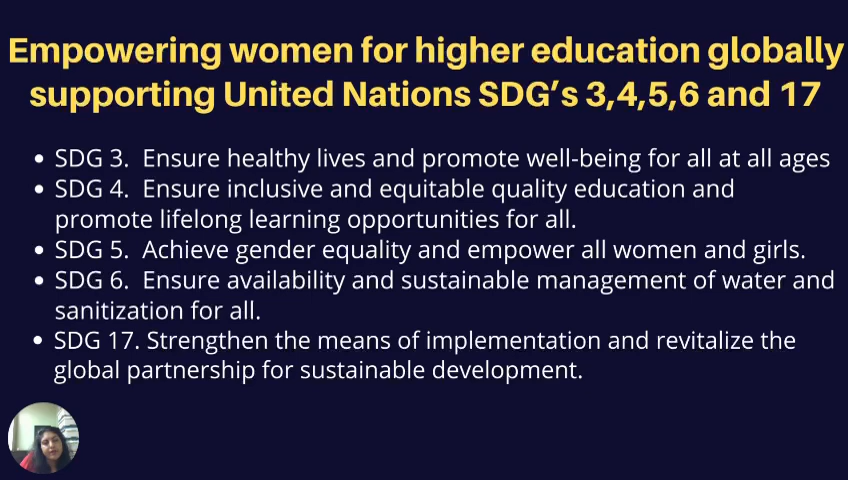 Empowering women for higher education globally
supporting United Nations SDG's 3,4,5,6 and 17
• SDG 3.  Ensure healthy lives and promote well-being for all at all ages
• SDG 4.  Ensure inclusive and equitable quality education and
promote lifelong learning opportunities for all.
• SDG 5.  Achieve gender equality and empower all women and girls.
• SDG 6.  Ensure availability and sustainable management of water and
sanitization for all.
• SDG 17. Strengthen the means of implementation and revitalize the
global partnership for sustainable development.